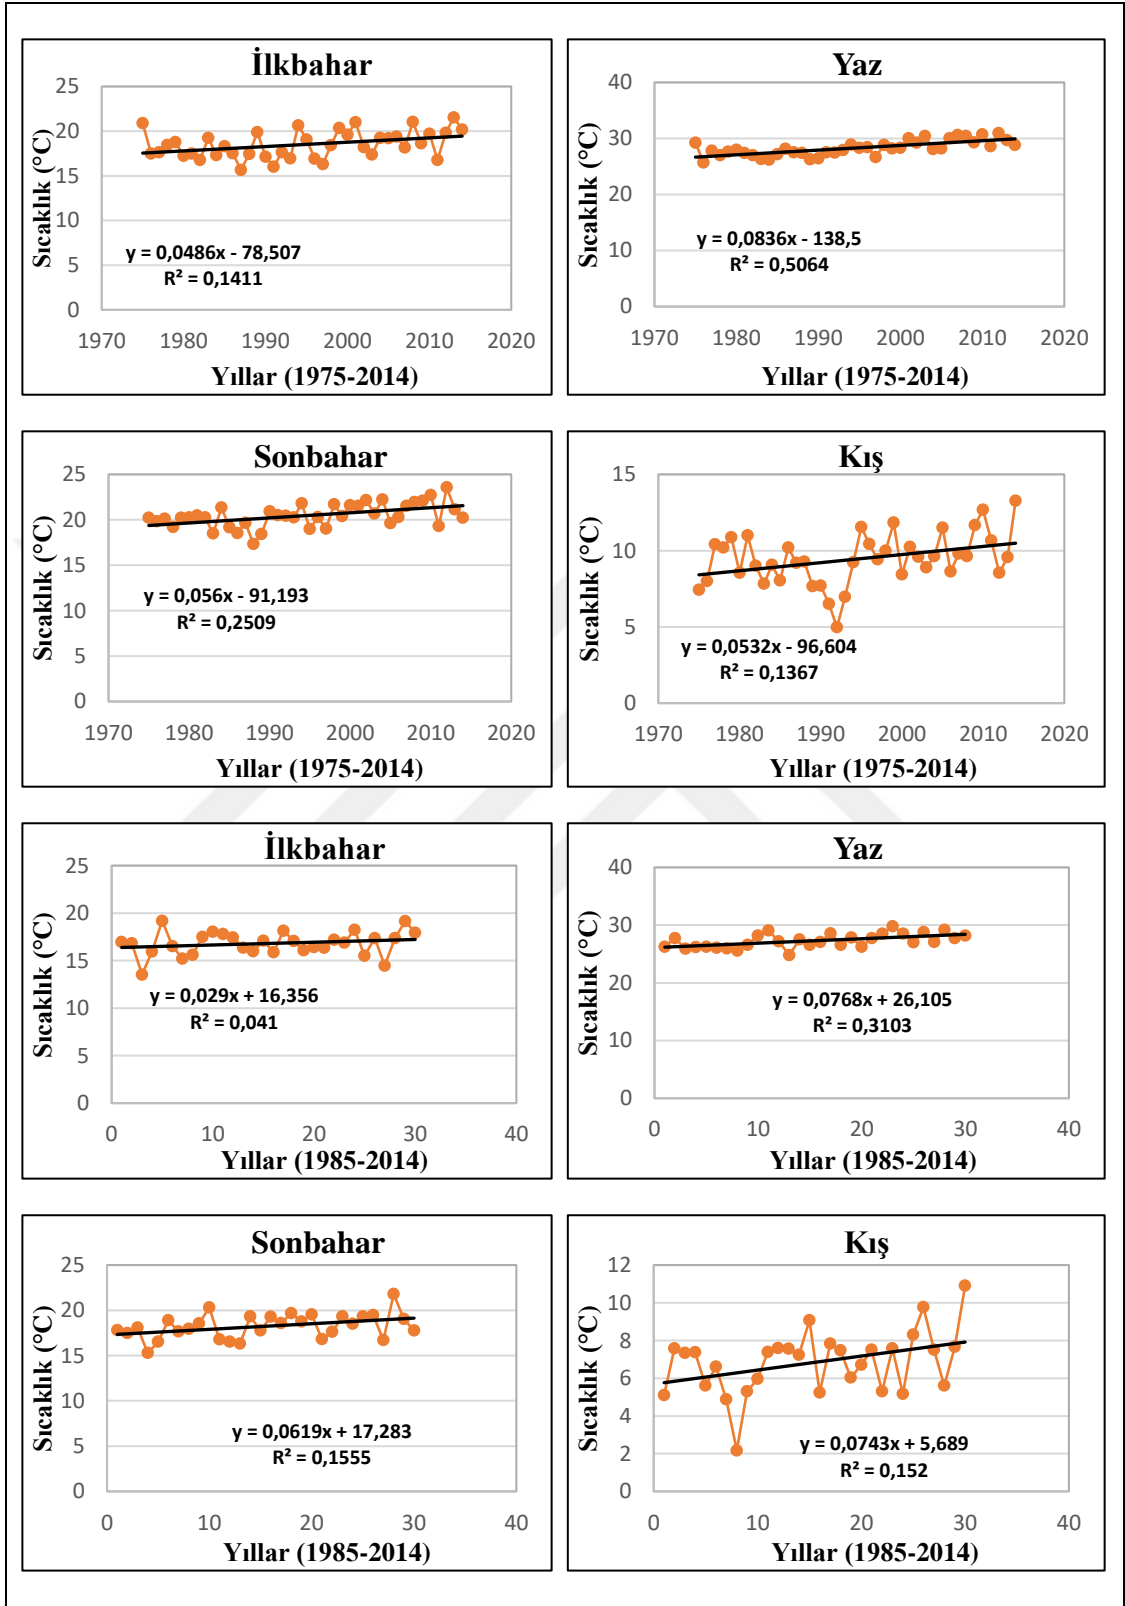 İlkbahar
25
20
15
10
5
0
Sıcaklık (°C)
y = 0,0486x - 78,507
R² = 0,1411
1970 1980 1990 2000 2010 2020
Yıllar (1975-2014)
Yaz
40
30
20
10
0
Sıcaklık (°C)
y = 0,0836x - 138,5
R² = 0,5064
1970 1980 1990 2000 2010 2020
Yıllar (1975-2014)
Sonbahar
25
20
15
10
5
0
Sıcaklık (°C)
y = 0,056x - 91,193
R² = 0,2509
1970 1980 1990 2000 2010 2020
Yıllar (1975-2014)
Kış
15
10
5
0
Sıcaklık (°C)
y = 0,0532x - 96,604
R² = 0,1367
1970 1980 1990 2000 2010 2020
Yıllar (1975-2014)
İlkbahar
25
20
15
10
5
0
Sıcaklık (°C)
y = 0,029x + 16,356
R² = 0,041
0 10 20 30 40
Yıllar (1985-2014)
Yaz
40
30
20
10
0
Sıcaklık (°C)
y = 0,0768x + 26,105
R² = 0,3103
0 10 20 30 40
Yıllar (1985-2014)
Sonbahar
25
20
15
10
5
0
Sıcaklık (°C)
y = 0,0619x + 17,283
R² = 0,1555
0 10 20 30 40
Yıllar (1985-2014)
Kış
12
10
8
6
4
2
0
Sıcaklık (°C)
y = 0,0743x + 5,689
R² = 0,152
0 10 20 30 40
Yıllar (1985-2014)